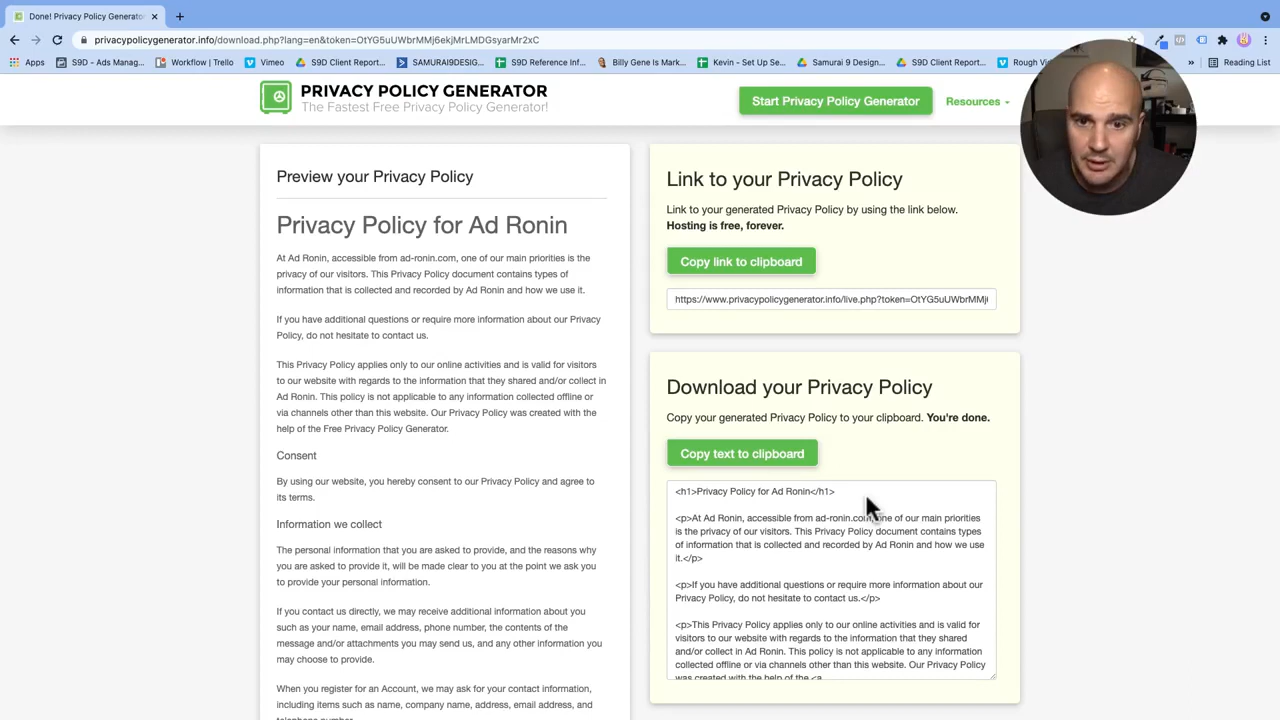 Done! Privacy Policy Generator
privacypolicygenerator.info/download.php?lang=en&token=OtYG5uUWbrMMj6ekjMrLMDGsyarMr2xC
Apps
S9D - Ads Manag...
Workflow | Trello
Vimeo
S9D Client Report...
SAMURAI9DESIG...
S9D Reference Inf...
Billy Gene Is Mark...
Kevin - Set Up Se...
Samurai 9 Design...
S9D Client Report...
Rough Vi
Reading List
PRIVACY POLICY GENERATOR
The Fastest Free Privacy Policy Generator!
Start Privacy Policy Generator
Resources
Preview your Privacy Policy
Privacy Policy for Ad Ronin
At Ad Ronin, accessible from ad-ronin.com, one of our main priorities is the
privacy of our visitors. This Privacy Policy document contains types of
information that is collected and recorded by Ad Ronin and how we use it.
If you have additional questions or require more information about our Privacy
Policy, do not hesitate to contact us.
This Privacy Policy applies only to our online activities and is valid for visitors
to our website with regards to the information that they shared and/or collect in
Ad Ronin. This policy is not applicable to any information collected offline or
via channels other than this website. Our Privacy Policy was created with the
help of the Free Privacy Policy Generator.
Consent
By using our website, you hereby consent to our Privacy Policy and agree to
its terms.
Information we collect
The personal information that you are asked to provide, and the reasons why
you are asked to provide it, will be made clear to you at the point we ask you
to provide your personal information.
If you contact us directly, we may receive additional information about you
such as your name, email address, phone number, the contents of the
message and/or attachments you may send us, and any other information you
may choose to provide.
When you register for an Account, we may ask for your contact information,
including items such as name, company name, address, email address, and
telephone number.
Link to your Privacy Policy
Link to your generated Privacy Policy by using the link below.
Hosting is free, forever.
Copy link to clipboard
https://www.privacypolicygenerator.info/live.php?token=OtYG5uUWbrMMj
Download your Privacy Policy
Copy your generated Privacy Policy to your clipboard. You're done.
Copy text to clipboard
<h1>Privacy Policy for Ad Ronin</h1>
<p>At Ad Ronin, accessible from ad-ronin.com, one of our main priorities
is the privacy of our visitors. This Privacy Policy document contains types
of information that is collected and recorded by Ad Ronin and how we use
it.</p>
<p>If you have additional questions or require more information about our
Privacy Policy, do not hesitate to contact us.</p>
<p>This Privacy Policy applies only to our online activities and is valid for
visitors to our website with regards to the information that they shared
and/or collect in Ad Ronin. This policy is not applicable to any information
collected offline or via channels other than this website. Our Privacy Policy
was created with the help of the <a